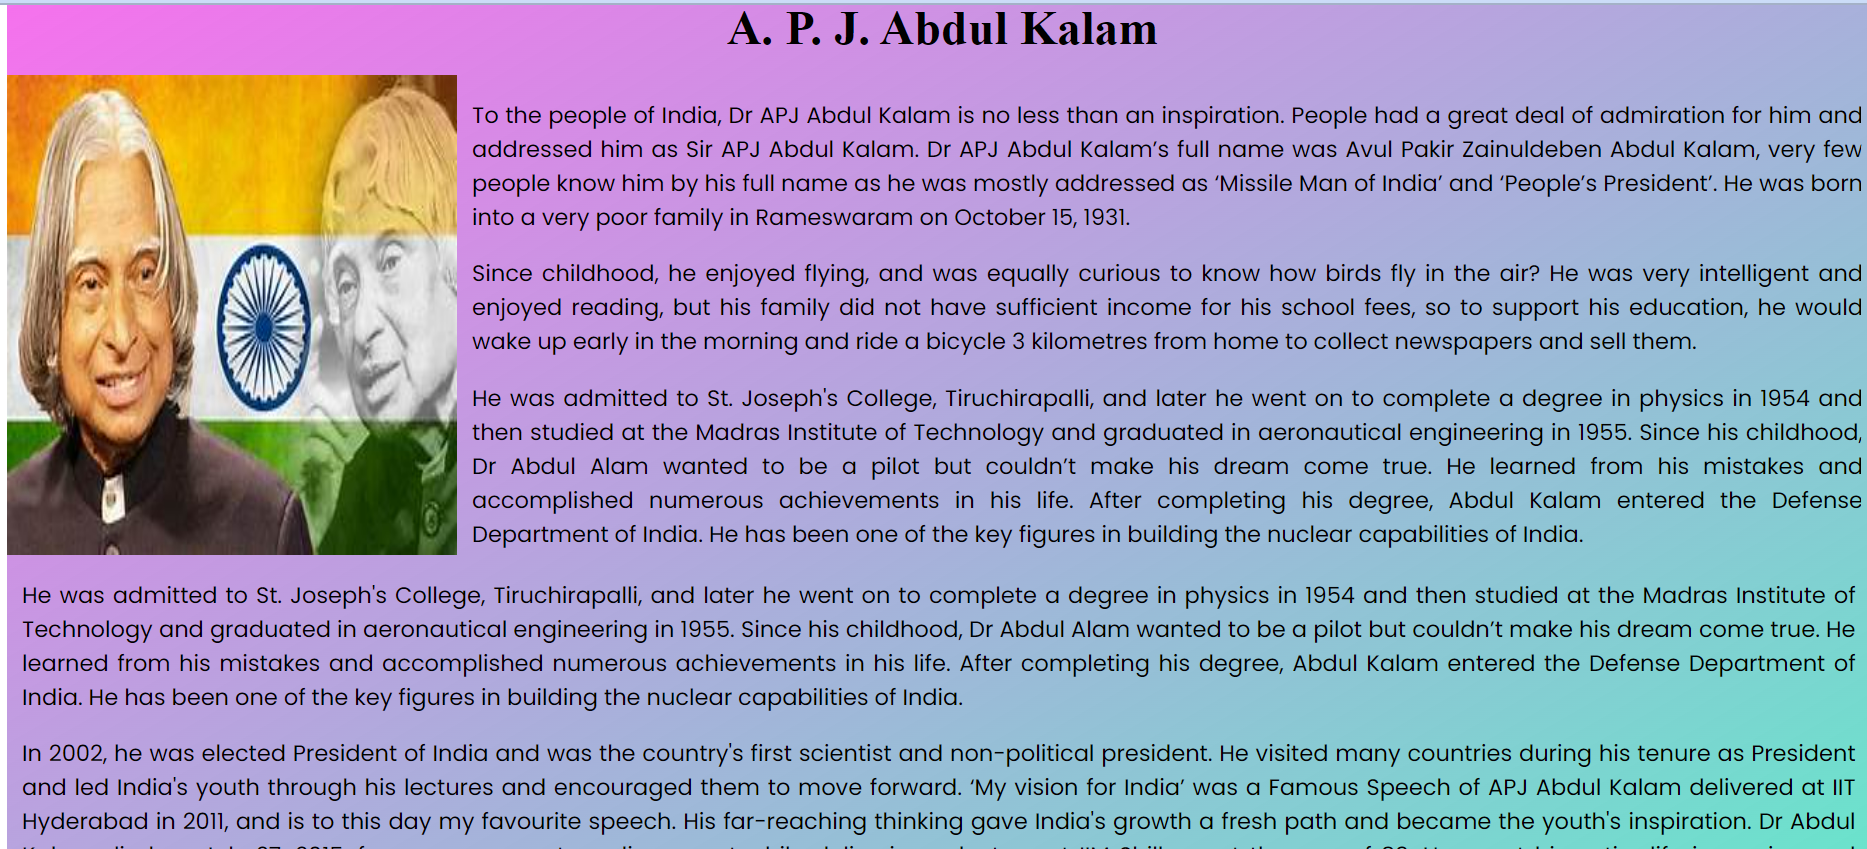 A. P. J. Abdul Kalam
To the people of India, Dr APJ Abdul Kalam is no less than an inspiration. People had a great deal of admiration for him and
addressed him as Sir APJ Abdul Kalam. Dr APJ Abdul Kalam’s full name was Avul Pakir Zainuldeben Abdul Kalam, very few
people know him by his full name as he was mostly addressed as ‘Missile Man of India’ and ‘People’s President’. He was born
into a very poor family in Rameswaram on October 15, 1931.
Since childhood, he enjoyed flying, and was equally curious to know how birds fly in the air? He was very intelligent and
enjoyed reading, but his family did not have sufficient income for his school fees, so to support his education, he would
wake up early in the morning and ride a bicycle 3 kilometres from home to collect newspapers and sell them.
He was admitted to St. Joseph's College, Tiruchirapalli, and later he went on to complete a degree in physics in 1954 and
then studied at the Madras Institute of Technology and graduated in aeronautical engineering in 1955. Since his childhood,
Dr Abdul Alam wanted to be a pilot but couldn’t make his dream come true. He learned from his mistakes and
accomplished numerous achievements in his life. After completing his degree, Abdul Kalam entered the Defense
Department of India. He has been one of the key figures in building the nuclear capabilities of India.
He was admitted to St. Joseph's College, Tiruchirapalli, and later he went on to complete a degree in physics in 1954 and then studied at the Madras Institute of
Technology and graduated in aeronautical engineering in 1955. Since his childhood, Dr Abdul Alam wanted to be a pilot but couldn’t make his dream come true. He
learned from his mistakes and accomplished numerous achievements in his life. After completing his degree, Abdul Kalam entered the Defense Department of
India. He has been one of the key figures in building the nuclear capabilities of India.
In 2002, he was elected President of India and was the country's first scientist and non-political president. He visited many countries during his tenure as President
and led India's youth through his lectures and encouraged them to move forward. ‘My vision for India’ was a Famous Speech of APJ Abdul Kalam delivered at IIT
Hyderabad in 2011, and is to this day my favourite speech. His far-reaching thinking gave India's growth a fresh path and became the youth's inspiration. Dr Abdul